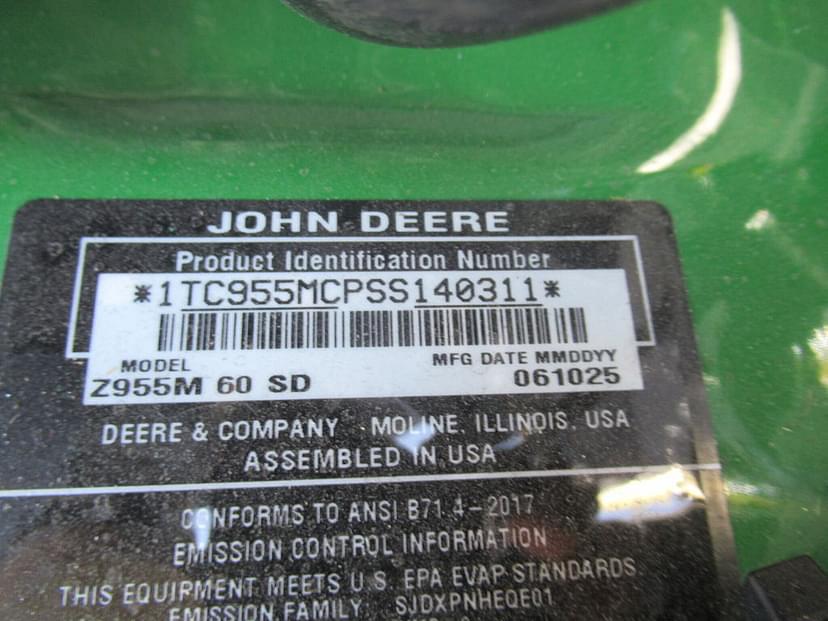 JOHN DEERE
Product Identification Number
*1TC955MCPSS140311*
MODEL
MFG DATE MMDDYY
Z955M 60 SD
061025
DEERE & COMPANY MOLINE, ILLINOIS, USA
ASSEMBLED IN USA
CONFORMS TO ANSI B71.4-2017
EMISSION CONTROL INFORMATION
THIS EQUIPMENT MEETS U.S. EPA EVAP STANDARDS
EMISSION FAMILY: SJDXPNHEQE01